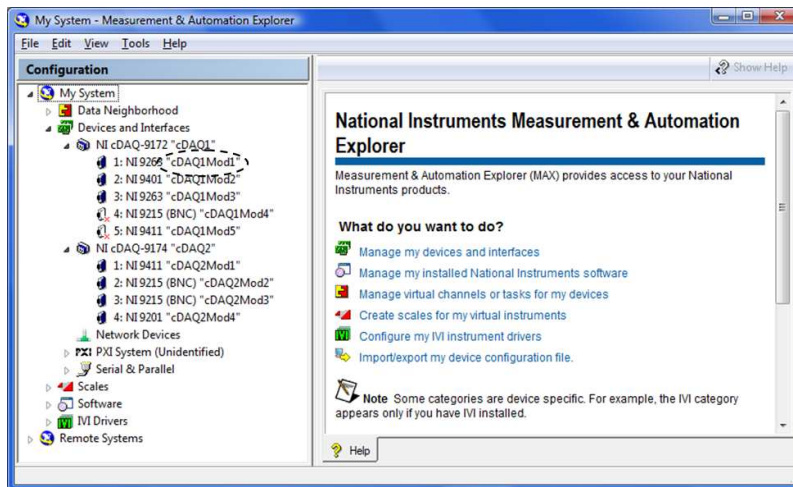 My System - Measurement & Automation Explorer
File Edit View Tools Help
Configuration
Show Help
My System
Data Neighborhood
Devices and Interfaces
NI cDAQ-9172 "cDAQ1"
1: NI 9263 "cDAQ1Mod1"
2: NI 9401 "cDAQ1Mod2"
3: NI 9263 "cDAQ1Mod3"
4: NI 9215 (BNC) "cDAQ1Mod4"
5: NI 9411 "cDAQ1Mod5"
NI cDAQ-9174 "cDAQ2"
1: NI 9411 "cDAQ2Mod1"
2: NI 9215 (BNC) "cDAQ2Mod2"
3: NI 9215 (BNC) "cDAQ2Mod3"
4: NI 9201 "cDAQ2Mod4"
Network Devices
PXI PXI System (Unidentified)
Serial & Parallel
Scales
Software
IVI IVI Drivers
Remote Systems
National Instruments Measurement & Automation
Explorer
Measurement & Automation Explorer (MAX) provides access to your National
Instruments products.
What do you want to do?
Manage my devices and interfaces
Manage my installed National Instruments software
Manage virtual channels or tasks for my devices
Create scales for my virtual instruments
IVI Configure my IVI instrument drivers
Import/export my device configuration file.
Note Some categories are device specific. For example, the IVI category
appears only if you have IVI installed.
Help